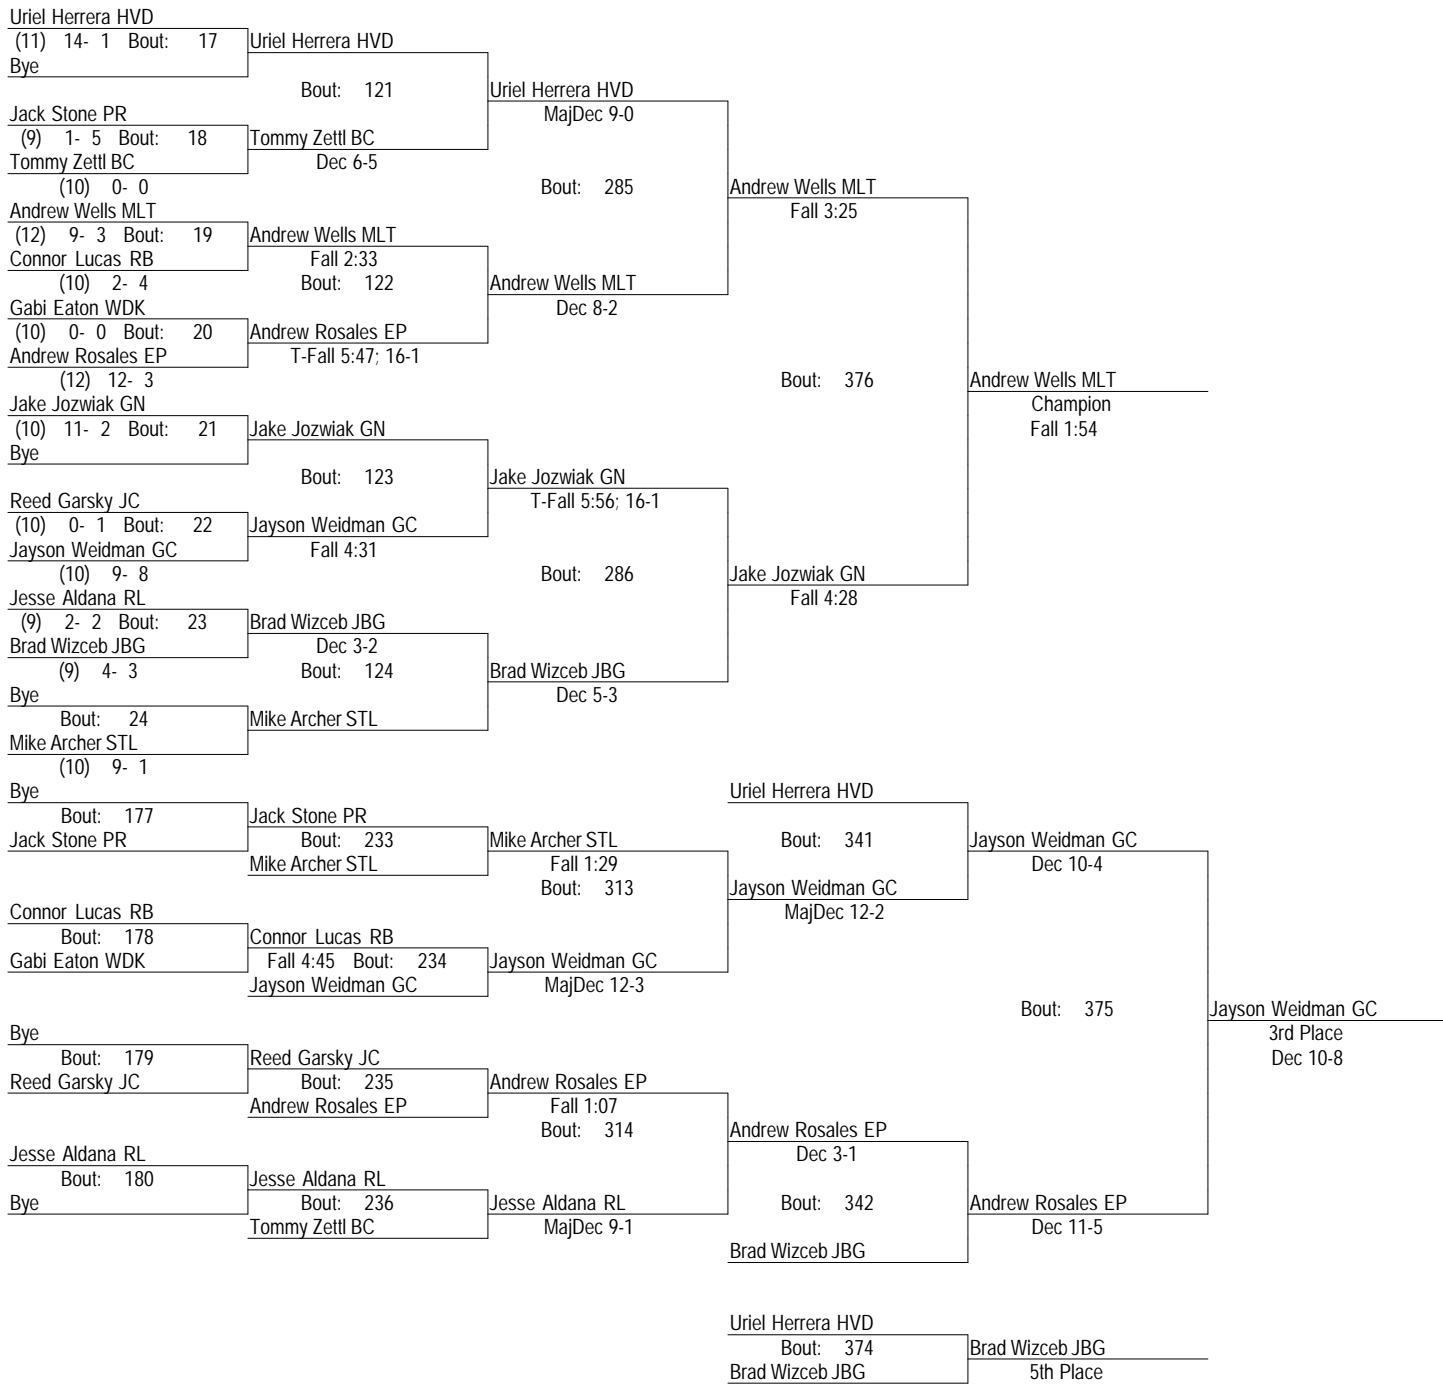 Uriel Herrera HVD
(11) 14- 1 Bout: 17 Uriel Herrera HVD
Bye
Bout: 121 Uriel Herrera HVD
Jack Stone PR MajDec 9-0
(9) 1- 5 Bout: 18 Tommy Zettl BC
Tommy Zettl BC Dec 6-5
(10) 0- 0 Bout: 285 Andrew Wells MLT
Andrew Wells MLT Fall 3:25
(12) 9- 3 Bout: 19 Andrew Wells MLT
Connor Lucas RB Fall 2:33
(10) 2- 4 Bout: 122 Andrew Wells MLT
Gabi Eaton WDK Dec 8-2
(10) 0- 0 Bout: 20 Andrew Rosales EP
Andrew Rosales EP T-Fall 5:47; 16-1
(12) 12- 3 Bout: 376 Andrew Wells MLT
Jake Jozwiak GN Champion
(10) 11- 2 Bout: 21 Jake Jozwiak GN Fall 1:54
Bye
Bout: 123 Jake Jozwiak GN
Reed Garsky JC T-Fall 5:56; 16-1
(10) 0- 1 Bout: 22 Jayson Weidman GC
Jayson Weidman GC Fall 4:31
(10) 9- 8 Bout: 286 Jake Jozwiak GN
Jesse Aldana RL Fall 4:28
(9) 2- 2 Bout: 23 Brad Wizceb JBG
Brad Wizceb JBG Dec 3-2
(9) 4- 3 Bout: 124 Brad Wizceb JBG
Bye Dec 5-3
Bout: 24 Mike Archer STL
Mike Archer STL
(10) 9- 1
Bye Uriel Herrera HVD
Bout: 177 Jack Stone PR
Jack Stone PR Bout: 233 Mike Archer STL Bout: 341 Jayson Weidman GC
Mike Archer STL Fall 1:29 Dec 10-4
Bout: 313 Jayson Weidman GC
Connor Lucas RB MajDec 12-2
Bout: 178 Connor Lucas RB
Gabi Eaton WDK Fall 4:45 Bout: 234 Jayson Weidman GC
Jayson Weidman GC MajDec 12-3
Bout: 375 Jayson Weidman GC
Bye 3rd Place
Bout: 179 Reed Garsky JC Dec 10-8
Reed Garsky JC Bout: 235 Andrew Rosales EP
Andrew Rosales EP Fall 1:07
Bout: 314 Andrew Rosales EP
Jesse Aldana RL Dec 3-1
Bout: 180 Jesse Aldana RL
Bye Bout: 236 Jesse Aldana RL Bout: 342 Andrew Rosales EP
Tommy Zettl BC MajDec 9-1 Dec 11-5
Brad Wizceb JBG
Uriel Herrera HVD
Bout: 374 Brad Wizceb JBG
Brad Wizceb JBG 5th Place